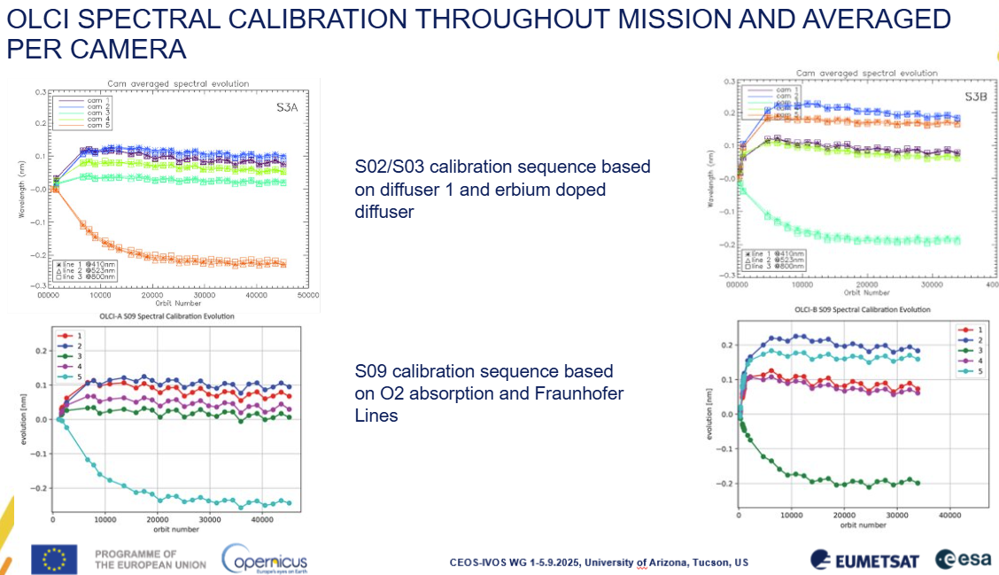 OLCI SPECTRAL CALIBRATION THROUGHOUT MISSION AND AVERAGED
PER CAMERA
Cam averaged spectral evolution
S3A
cam 1
cam 2
cam 3
cam 4
cam 5
0.3
0.2
0.1
−0.0
−0.1
−0.2
−0.3
Wavelength (nm)
line 1 @410nm
line 2 @523nm
line 3 @800nm
00000 10000 20000 30000 40000 50000
Orbit Number
S02/S03 calibration sequence based
on diffuser 1 and erbium doped
diffuser
Cam averaged spectral evolution
S3B
cam 1
0.3
0.2
0.1
−0.0
−0.1
−0.2
−0.3
Wavelength (nm)
line 1 @410nm
line 2 @523nm
line 3 @800nm
00000 10000 20000 30000 400
Orbit Number
OLCI-A S09 Spectral Calibration Evolution
1
2
3
4
5
0.2
0.1
0.0
−0.1
−0.2
evolution [nm]
0 10000 20000 30000 40000
orbit number
S09 calibration sequence based
on O2 absorption and Fraunhofer
Lines
OLCI-B S09 Spectral Calibration Evolution
1
2
3
4
5
0.2
0.1
0.0
−0.1
−0.2
evolution [nm]
0 10000 20000 30000 40000
orbit number
PROGRAMME OF
THE EUROPEAN UNION
opernicus
Europe's eyes on Earth
CEOS-IVOS WG 1-5.9.2025, University of Arizona, Tucson, US
EUMETSAT
esa